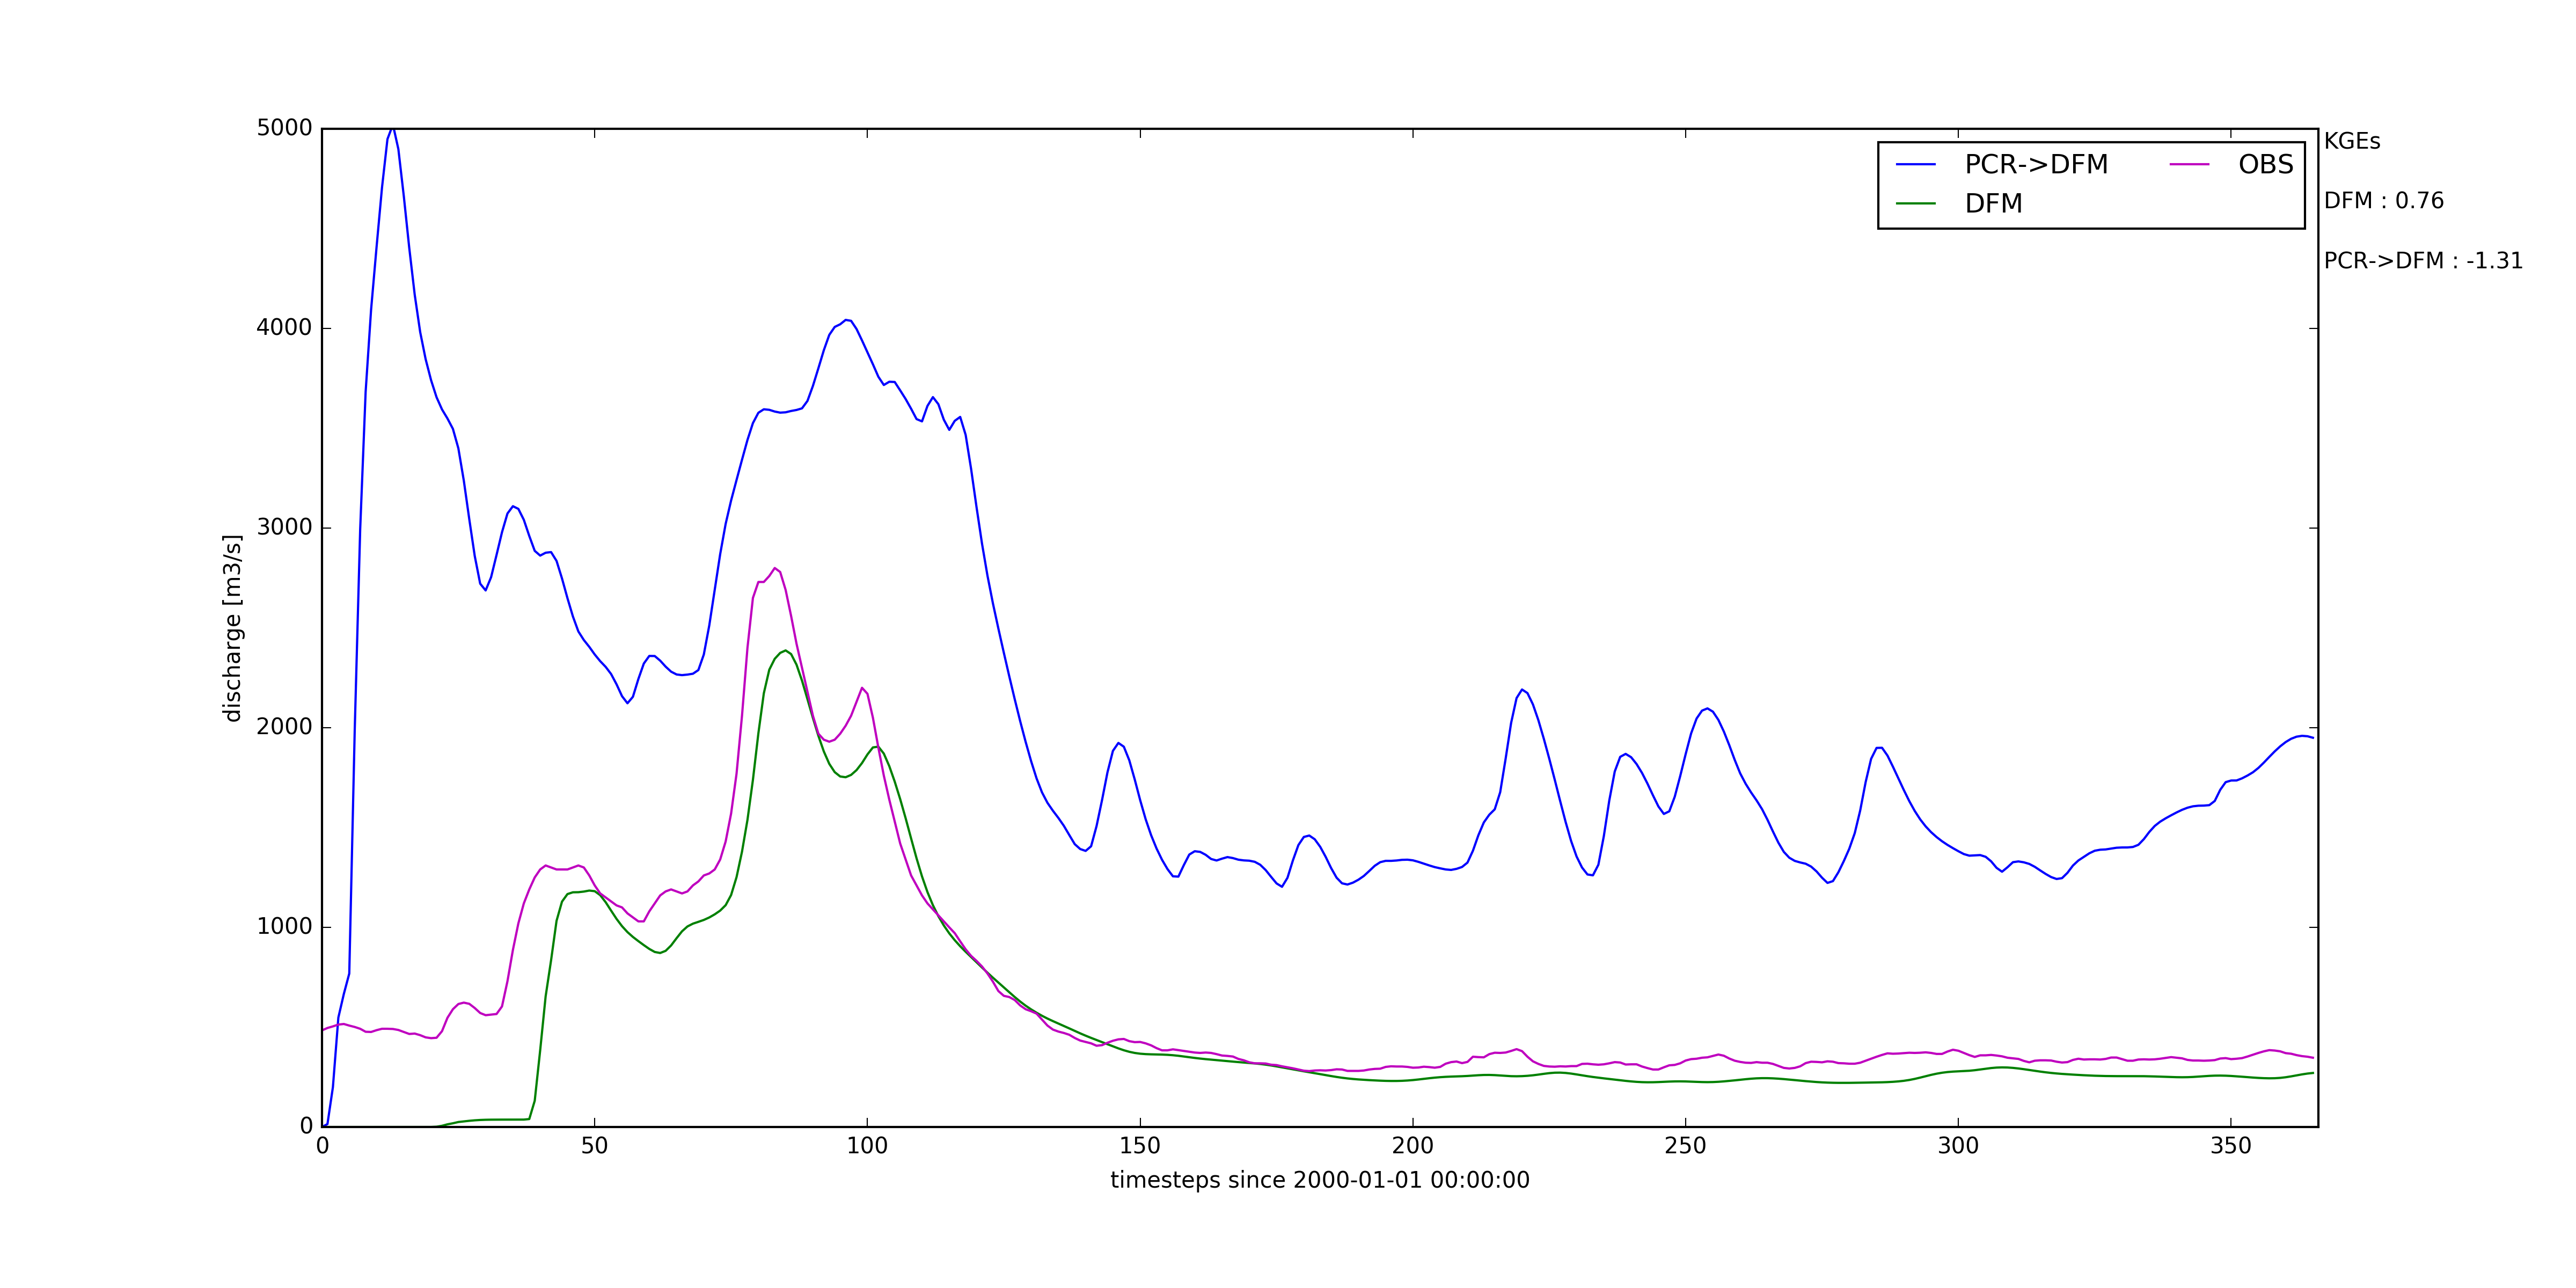 5000
4000
3000
2000
1000
0
discharge [m3/s]
0 50 100 150 200 250 300 350
timesteps since 2000-01-01 00:00:00
PCR->DFM OBS
DFM
KGEs
DFM : 0.76
PCR->DFM : -1.31